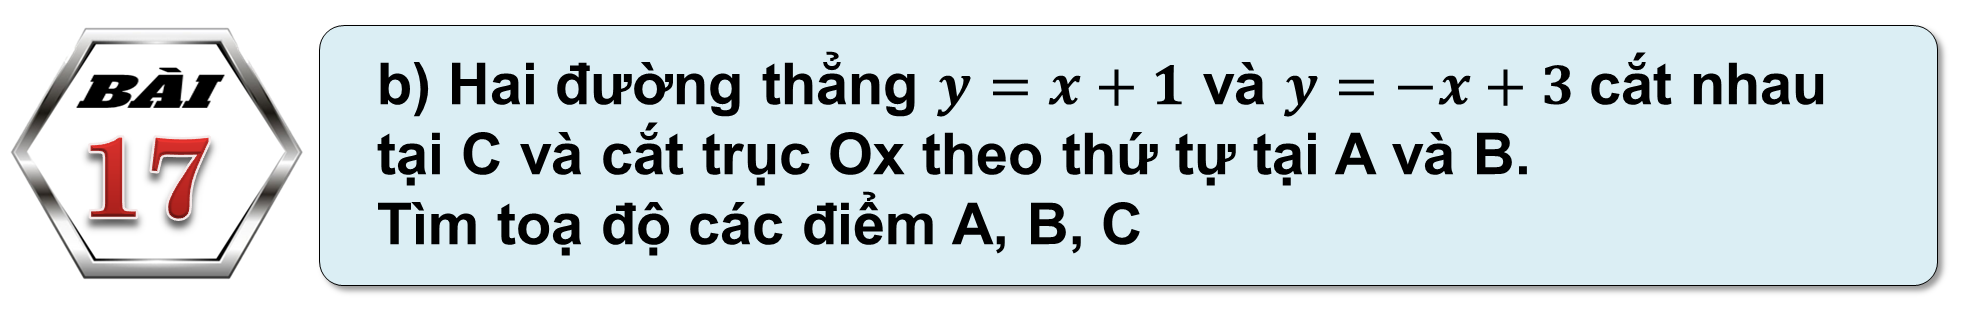 BÀI
17
b) Hai đường thẳng y = x + 1 và y = −x + 3 cắt nhau
tại C và cắt trục Ox theo thứ tự tại A và B.
Tìm toạ độ các điểm A, B, C